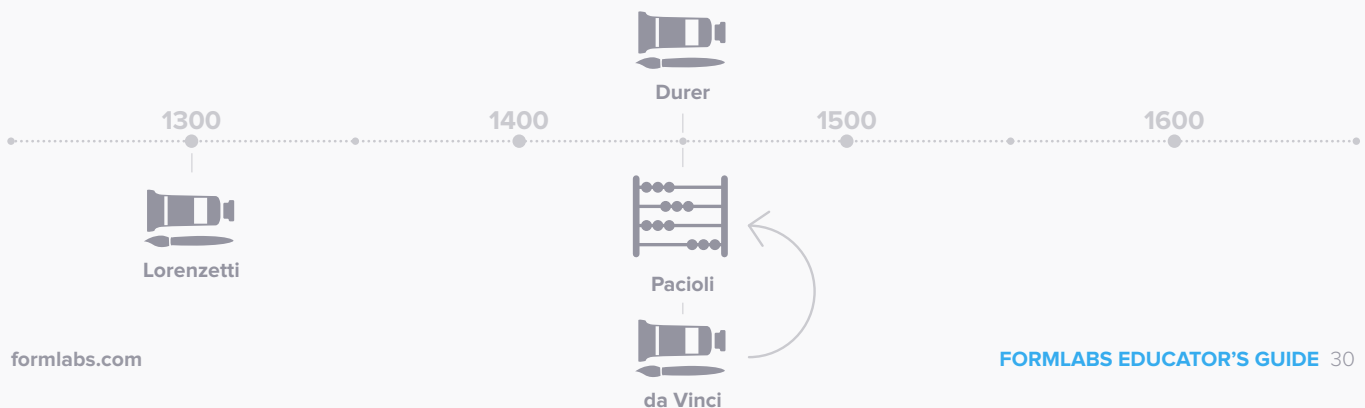 Durer
1300 1400 1500 1600
Lorenzetti
Pacioli
formlabs.com
FORMLABS EDUCATOR'S GUIDE 30
da Vinci